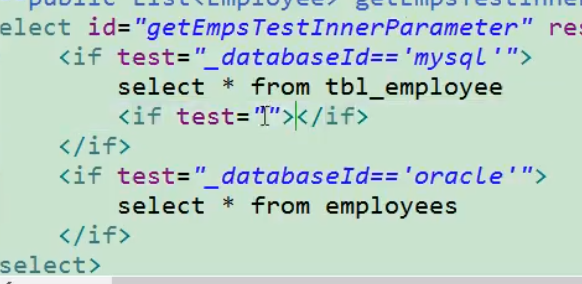 public List<Employee> getEmpsTestInner
elect id="getEmpsTestInnerParameter" res
<if test="_databaseId=='mysql'">
select * from tbl_employee
<if test=""></if>
</if>
<if test="_databaseId=='oracle'">
select * from employees
</if>
select>